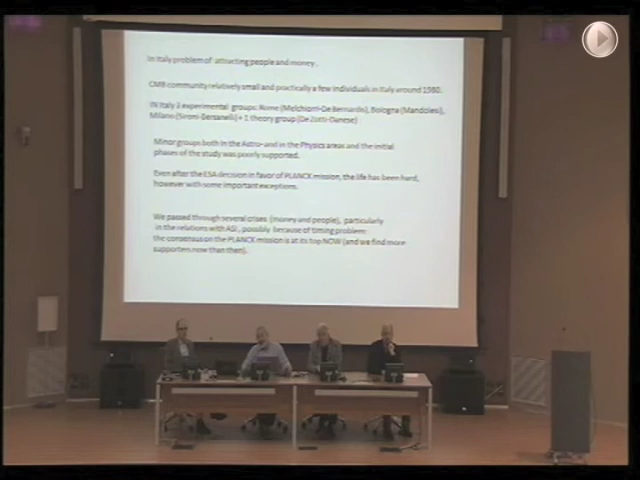 In Italy problem of attracting people and money .
CMB community relatively small and practically a few individuals in Italy around 1980.
IN Italy 3 experimental groups: Rome (Melchiorri-De Bernardis), Bologna (Mandolesi),
Milano (Sironi-Bersanelli) + 1 theory group (De Zotti-Danese)
Minor groups both in the Astro- and in the Physics areas and the initial
phases of the study was poorly supported.
Even after the ESA decision in favor of PLANCK mission, the life has been hard,
however with some important exceptions.
We passed through several crises (money and people), particularly
in the relations with ASI, possibly because of timing problem:
the consensus on the PLANCK mission is at its top NOW (and we find more
supporters now than then).